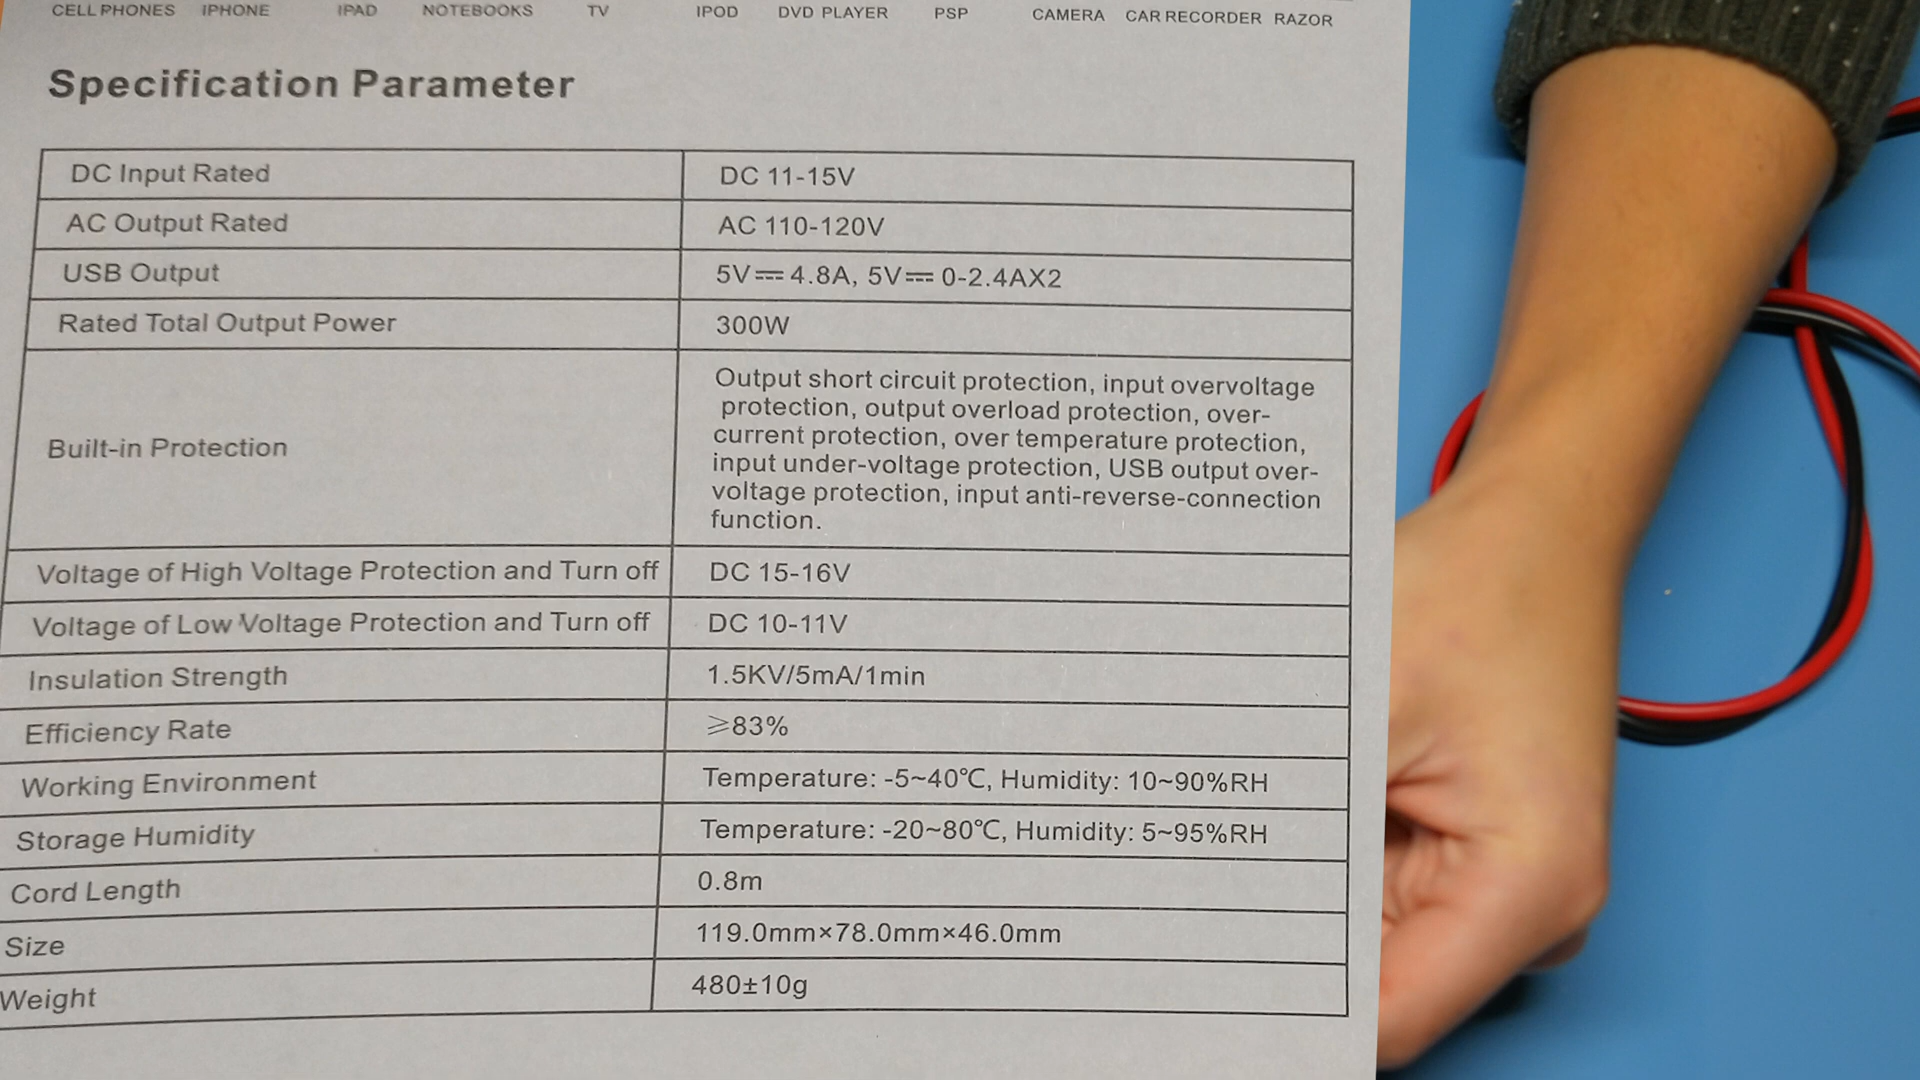 CELL PHONES IPHONE IPAD NOTEBOOKS TV IPOD DVD PLAYER PSP CAMERA CAR RECORDER RAZOR
Specification Parameter
DC Input Rated DC 11-15V
AC Output Rated AC 110-120V
USB Output 5V⎓4.8A, 5V⎓0-2.4AX2
Rated Total Output Power 300W
Built-in Protection
Output short circuit protection, input overvoltage
protection, output overload protection, over-
current protection, over temperature protection,
input under-voltage protection, USB output over-
voltage protection, input anti-reverse-connection
function.
Voltage of High Voltage Protection and Turn off DC 15-16V
Voltage of Low Voltage Protection and Turn off DC 10-11V
Insulation Strength 1.5KV/5mA/1min
Efficiency Rate ⩾83%
Working Environment Temperature: -5~40℃, Humidity: 10~90%RH
Storage Humidity Temperature: -20~80℃, Humidity: 5~95%RH
Cord Length 0.8m
Size 119.0mm×78.0mm×46.0mm
Weight 480±10g